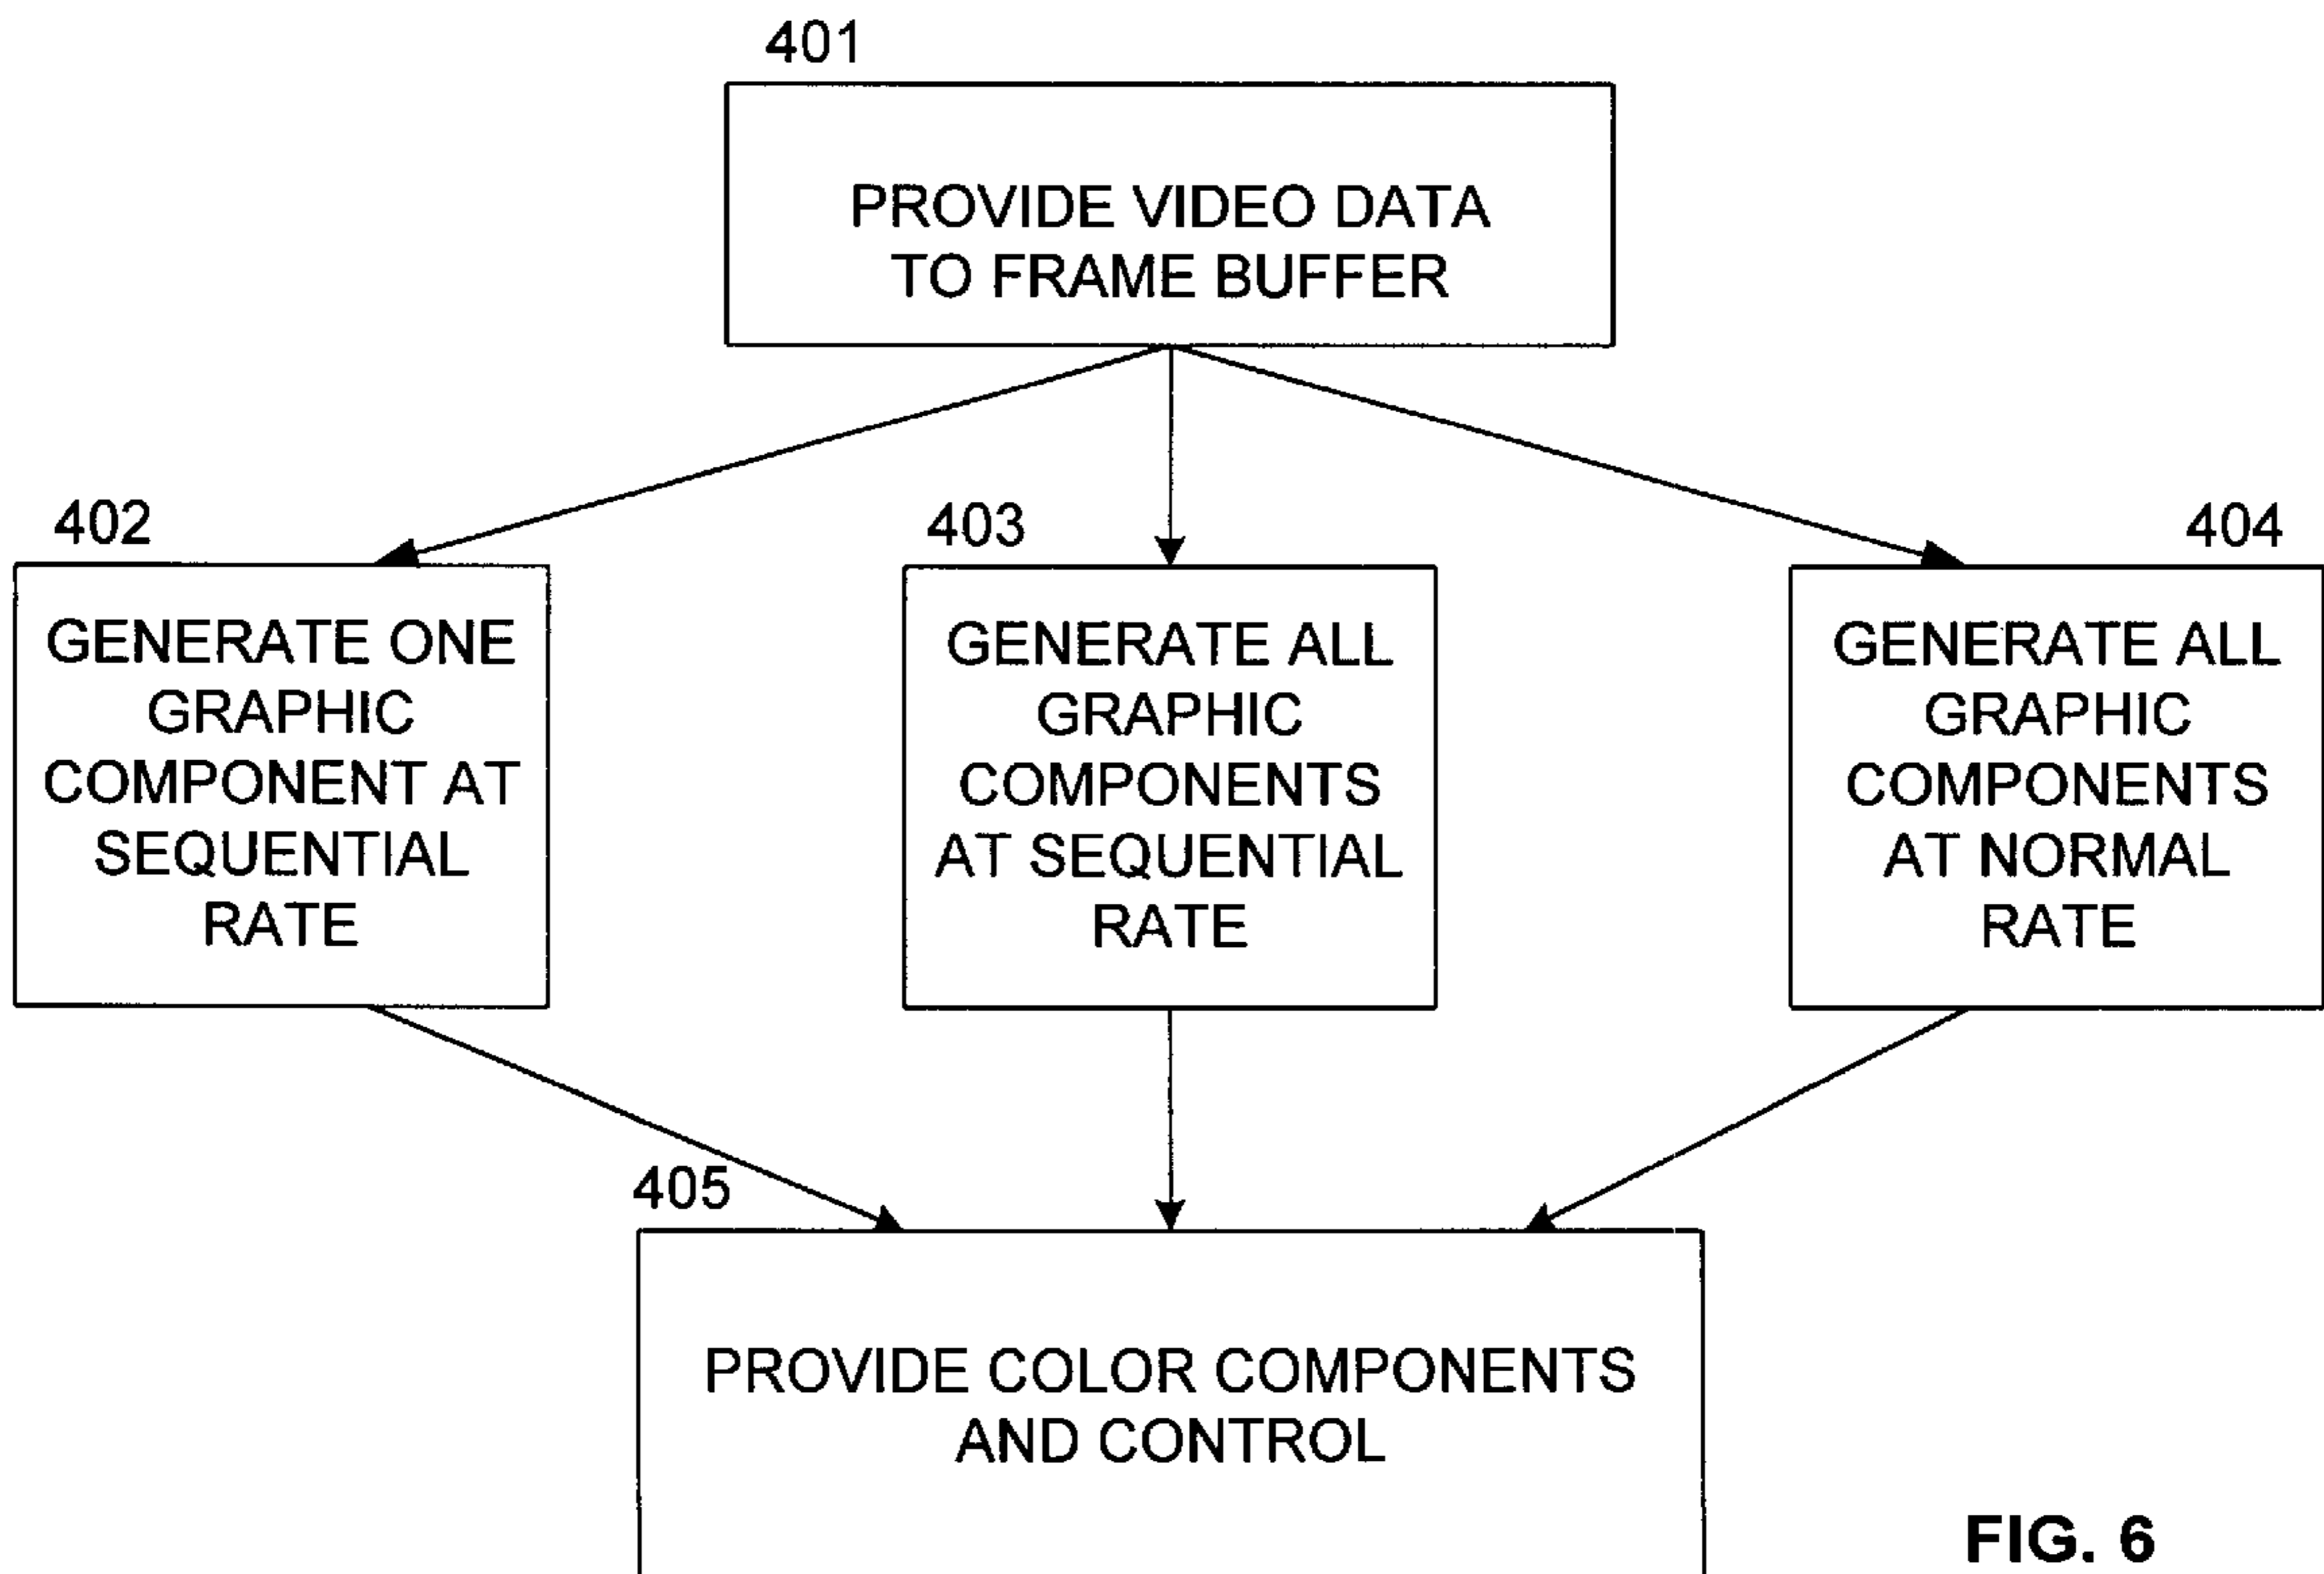 401
PROVIDE VIDEO DATA
TO FRAME BUFFER
402
GENERATE ONE
GRAPHIC
COMPONENT AT
SEQUENTIAL
RATE
403
GENERATE ALL
GRAPHIC
COMPONENTS
AT SEQUENTIAL
RATE
404
GENERATE ALL
GRAPHIC
COMPONENTS
AT NORMAL
RATE
405
PROVIDE COLOR COMPONENTS
AND CONTROL
FIG. 6